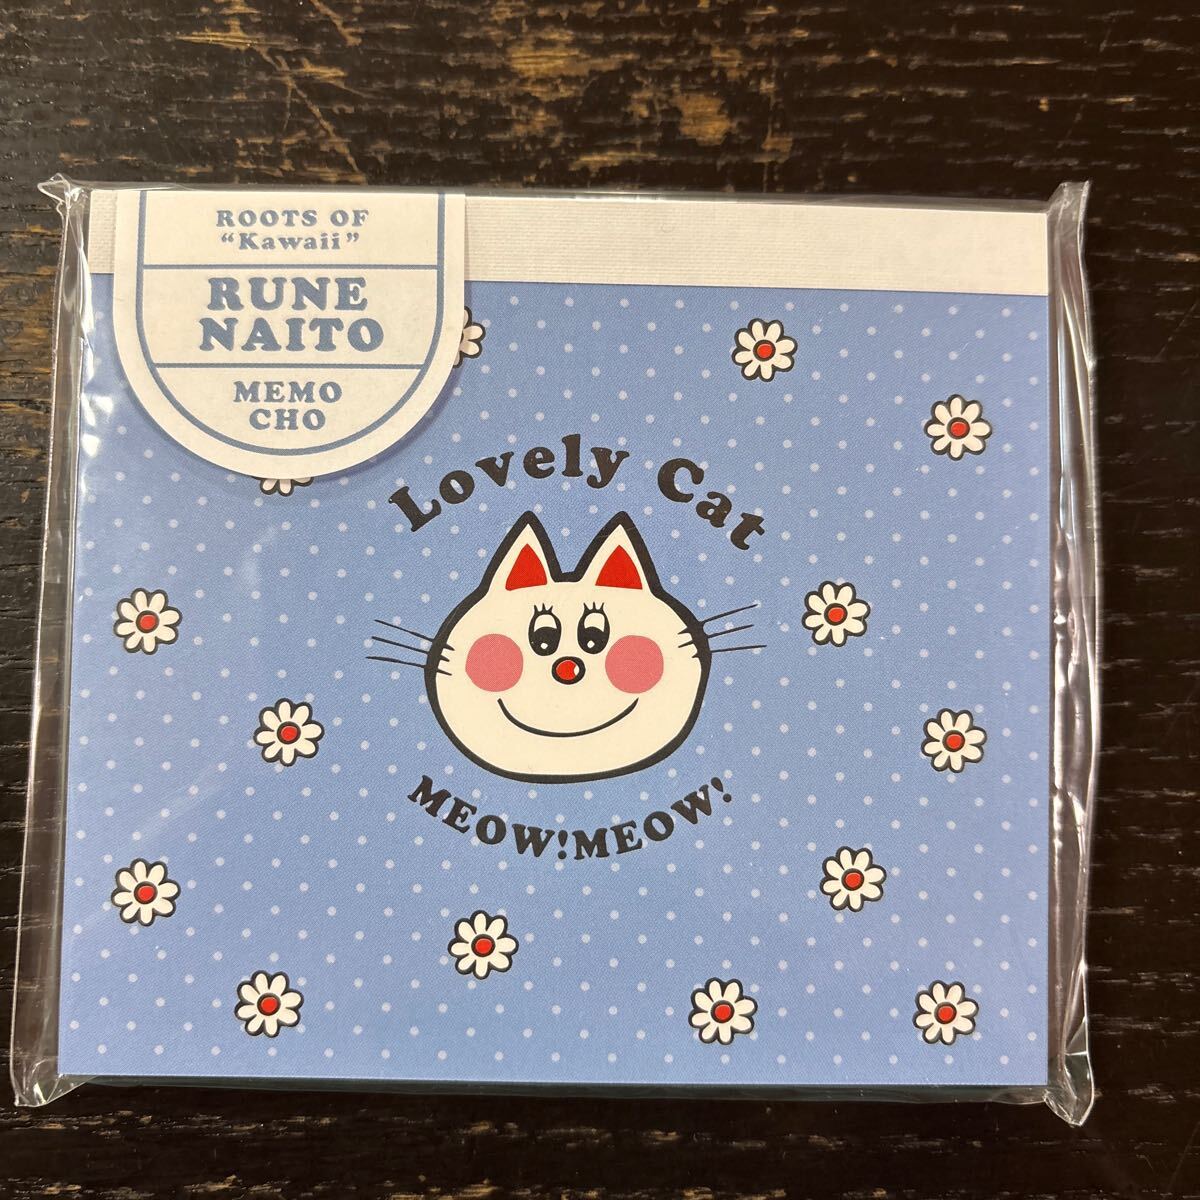 ROOTS OF
“Kawaii”
RUNE
NAITO
MEMO
CHO
Lovely Cat
MEOW!MEOW!